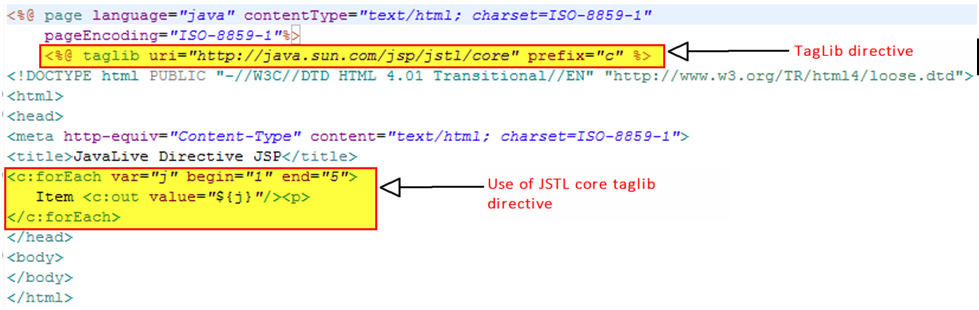 <%@ page language="java" contentType="text/html; charset=ISO-8859-1"
pageEncoding="ISO-8859-1"%>
<%@ taglib uri="http://java.sun.com/jsp/jstl/core" prefix="c" %>
TagLib directive
<!DOCTYPE html PUBLIC "-//W3C//DTD HTML 4.01 Transitional//EN" "http://www.w3.org/TR/html4/loose.dtd">
<html>
<head>
<meta http-equiv="Content-Type" content="text/html; charset=ISO-8859-1">
<title>JavaLive Directive JSP</title>
<c:forEach var="j" begin="1" end="5">
Item <c:out value="${j}"/><p>
</c:forEach>
Use of JSTL core taglib
directive
</head>
<body>
</body>
</html>